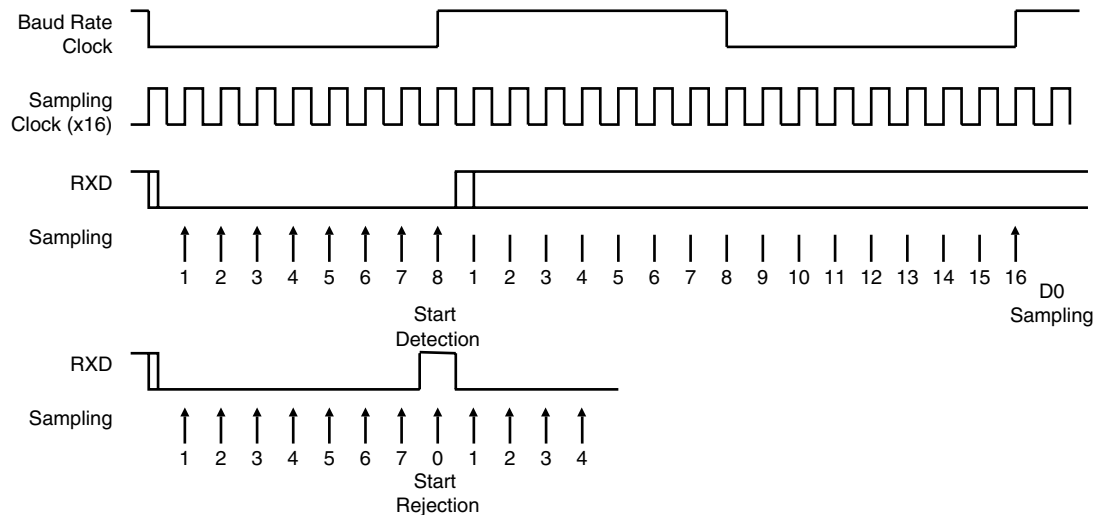 Baud Rate
Clock
Sampling
Clock (x16)
RXD
Sampling
1 2 3 4 5 6 7 8 1 2 3 4 5 6 7 8 9 10 11 12 13 14 15 16
D0
Sampling
Start
Detection
RXD
Sampling
1 2 3 4 5 6 7 0 1 2 3 4
Start
Rejection